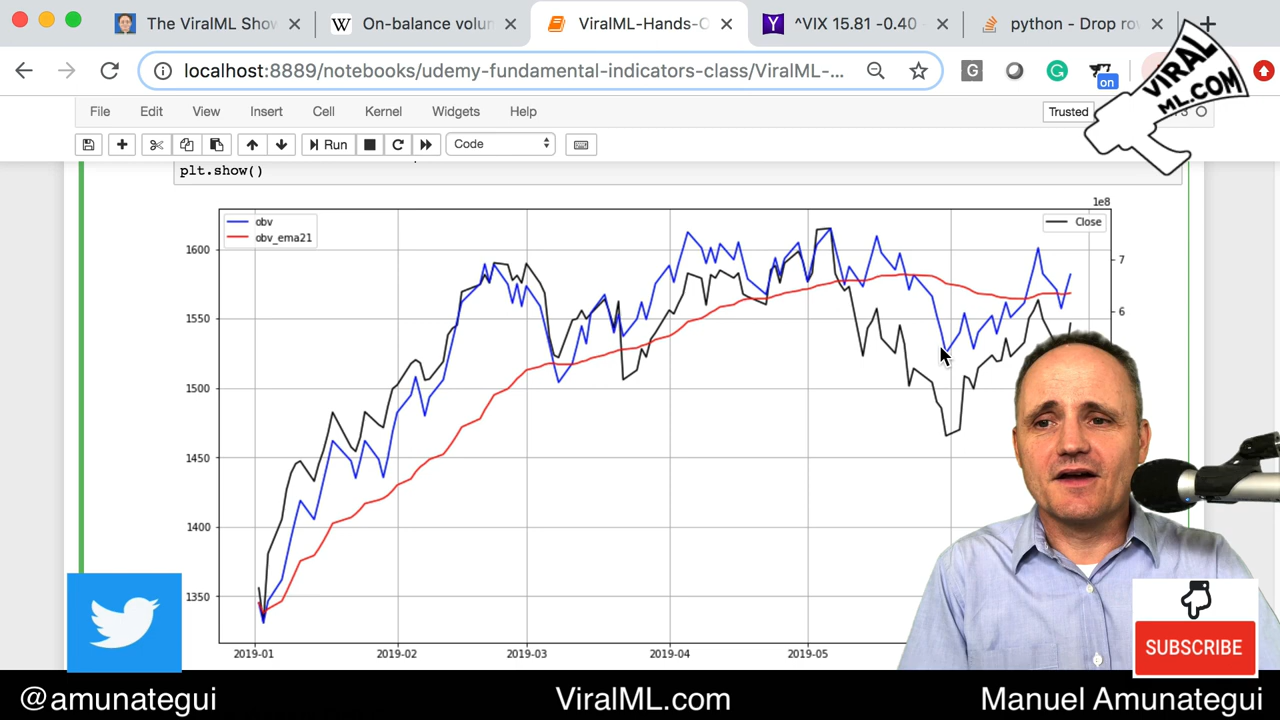 The ViralML Show
On-balance volu
ViralML-Hands-O
^VIX 15.81 -0.40
python - Drop ro
localhost:8889/notebooks/udemy-fundamental-indicators-class/ViralML-...
on
VIRAL
ML.COM
File Edit View Insert Cell Kernel Widgets Help
Trusted
Run
Code
plt.show()
1e8
obv
obv_ema21
Close
1600
1550
1500
1450
1400
1350
7
6
2019-01 2019-02 2019-03 2019-04 2019-05
SUBSCRIBE
@amunategui ViralML.com Manuel Amunategui